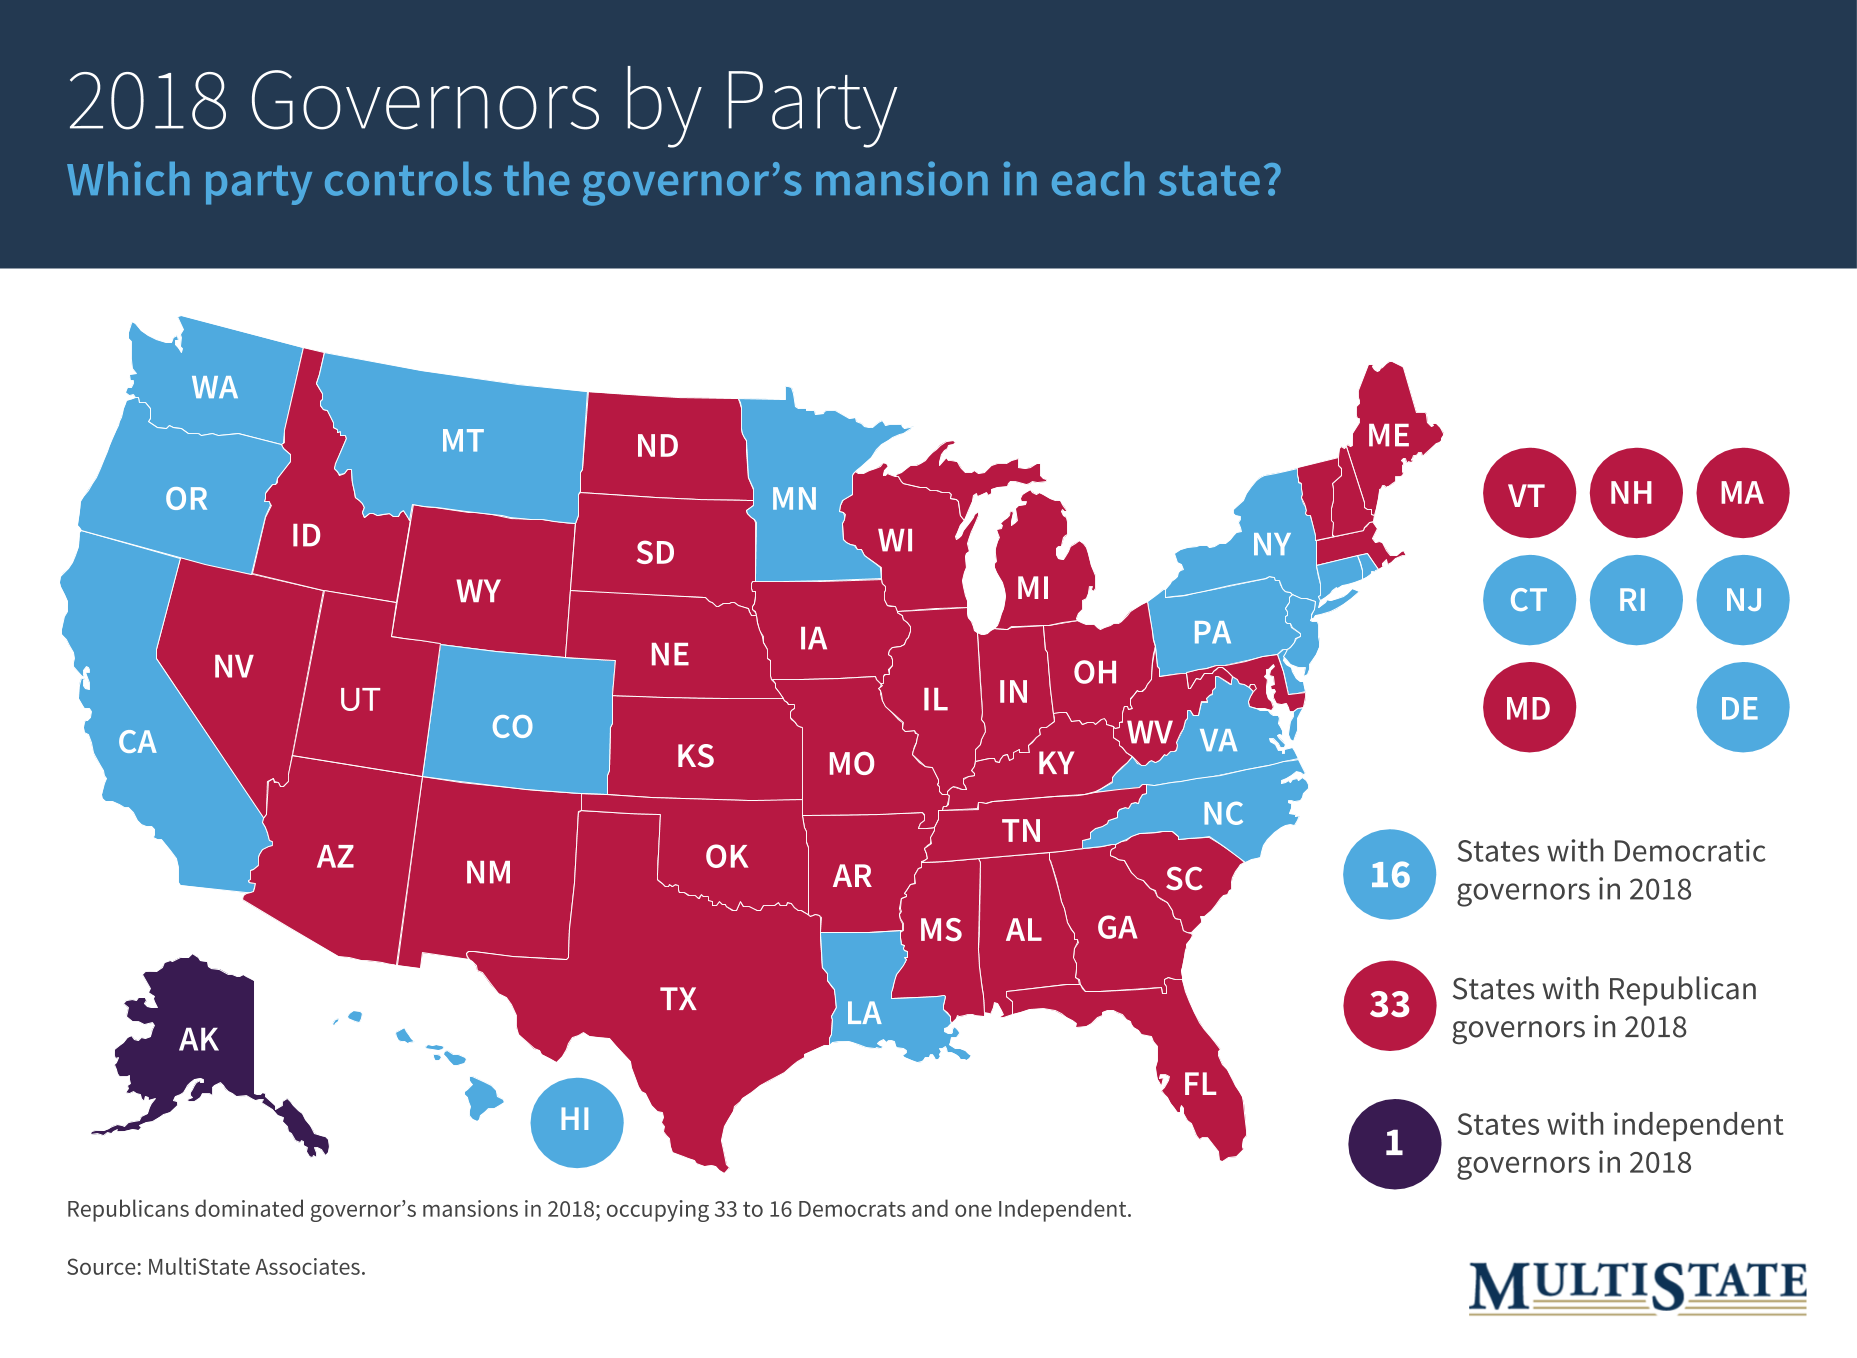 2018 Governors by Party
Which party controls the governor's mansion in each state?
WA
MT
ND
MN
ME
OR
ID
WY
SD
WI
MI
NY
VT
NH
MA
CT
RI
NJ
NV
UT
CO
NE
IA
IL
IN
OH
PA
MD
DE
CA
KS
MO
KY
WV
VA
AZ
NM
OK
AR
TN
NC
SC
16
States with Democratic
governors in 2018
TX
LA
MS
AL
GA
FL
33
States with Republican
governors in 2018
AK
HI
1
States with independent
governors in 2018
Republicans dominated governor's mansions in 2018; occupying 33 to 16 Democrats and one Independent.
Source: MultiState Associates.
MULTISTATE